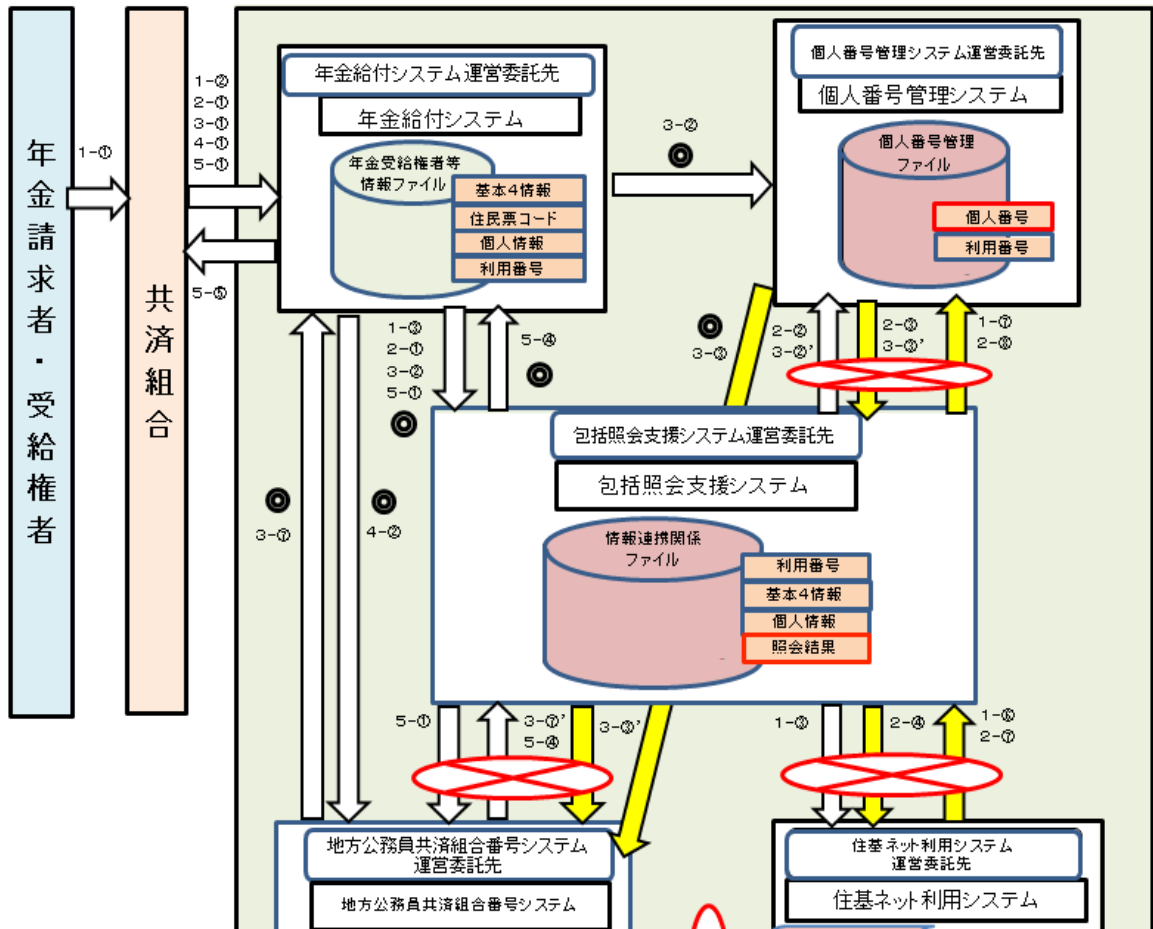 年金請求者・受給権者
1-①
共済組合
1-②
2-①
3-①
4-①
5-①
5-⑤
年金給付システム運営委託先
年金給付システム
年金受給権者等
情報ファイル
基本4情報
住民票コード
個人情報
利用番号
3-②
個人番号管理システム運営委託先
個人番号管理システム
個人番号管理
ファイル
個人番号
利用番号
1-③
2-①
3-②
5-①
5-④
3-③
2-②
3-②’
2-③
3-③’
1-⑦
2-⑧
3-⑦
4-②
包括照会支援システム運営委託先
包括照会支援システム
情報連携関係
ファイル
利用番号
基本4情報
個人情報
照会結果
5-①
3-⑦’
5-④
3-③’
1-③
2-④
1-⑥
2-⑦
地方公務員共済組合番号システム
運営委託先
地方公務員共済組合番号システム
住基ネット利用システム
運営委託先
住基ネット利用システム